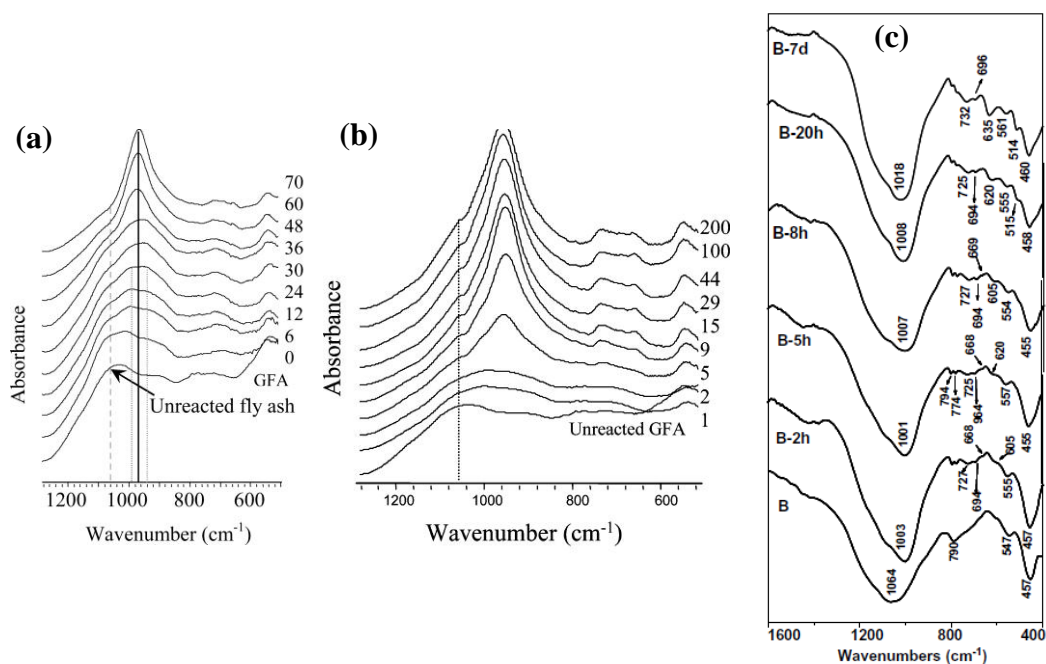 (a)
Absorbance
70
60
48
36
30
24
12
6
0
GFA
Unreacted fly ash
1200 1000 800 600
Wavenumber (cm-1)
(b)
Absorbance
200
100
44
29
15
9
5
2
1
Unreacted GFA
1200 1000 800 600
Wavenumber (cm-1)
(c)
B-7d
1018
732
696
635
561
514
460
B-20h
1008
725
694
620
555
515
458
B-8h
1007
727
694
669
605
554
455
B-5h
1001
794
774
725
964
668
620
557
455
B-2h
1003
727
694
668
605
555
457
B
1064
790
547
457
1600 1200 800 400
Wavenumbers (cm-1)